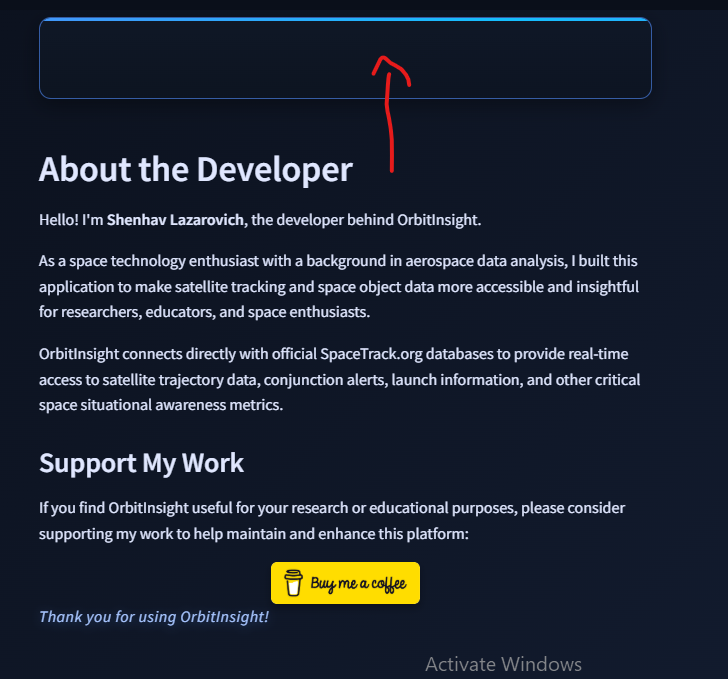 About the Developer
Hello! I'm Shenhav Lazarovich, the developer behind OrbitInsight.
As a space technology enthusiast with a background in aerospace data analysis, I built this
application to make satellite tracking and space object data more accessible and insightful
for researchers, educators, and space enthusiasts.
OrbitInsight connects directly with official SpaceTrack.org databases to provide real-time
access to satellite trajectory data, conjunction alerts, launch information, and other critical
space situational awareness metrics.
Support My Work
If you find OrbitInsight useful for your research or educational purposes, please consider
supporting my work to help maintain and enhance this platform:
Buy me a coffee
Thank you for using OrbitInsight!
Activate Windows